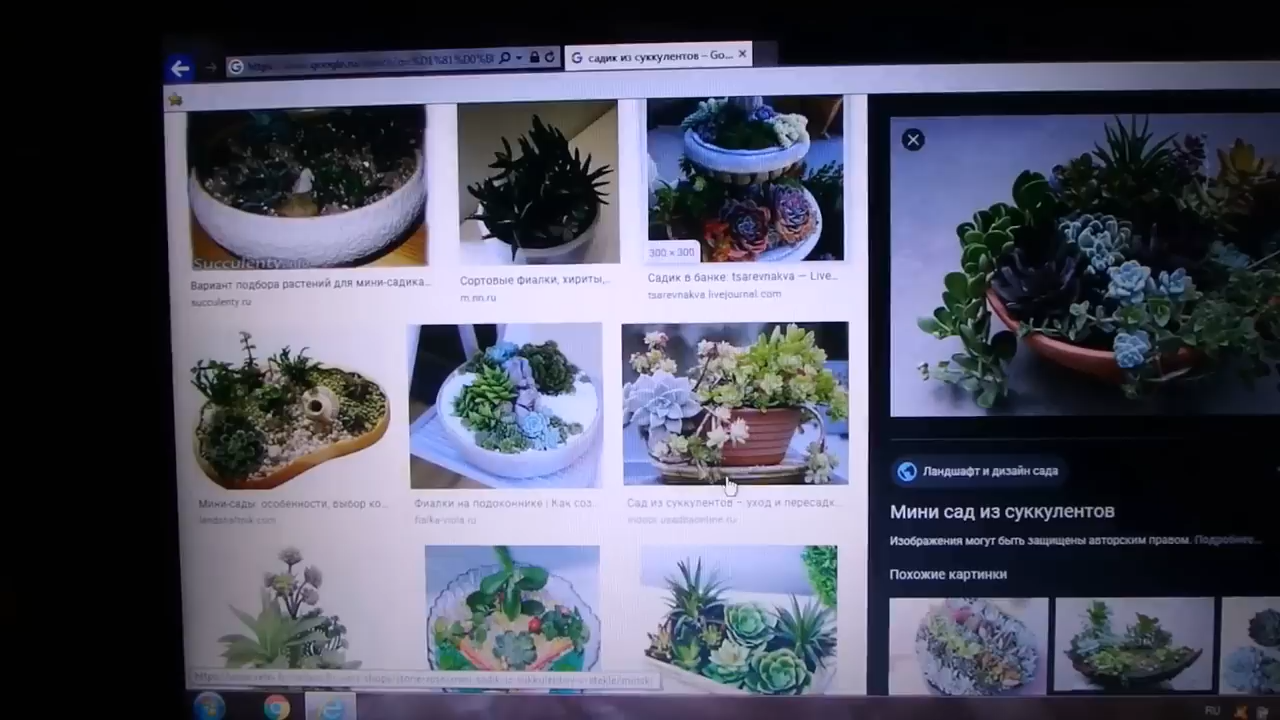 садик из суккулентов – Go...
Succulenty.
300 × 300
Вариант подбора растений для мини-садика...
succulenty.ru
Сортовые фиалки, хириты,...
m.nn.ru
Садик в банке: tsarevnakva — Live...
tsarevnakva.livejournal.com
Мини-сады: особенности, выбор ко...
landshaftnik.com
Фиалки на подоконнике | Как соз...
fialka-viola.ru
Сад из суккулентов – уход и пересадк...
Ландшафт и дизайн сада
Мини сад из суккулентов
Изображения могут быть защищены авторским правом. Подробнее...
Похожие картинки
RU